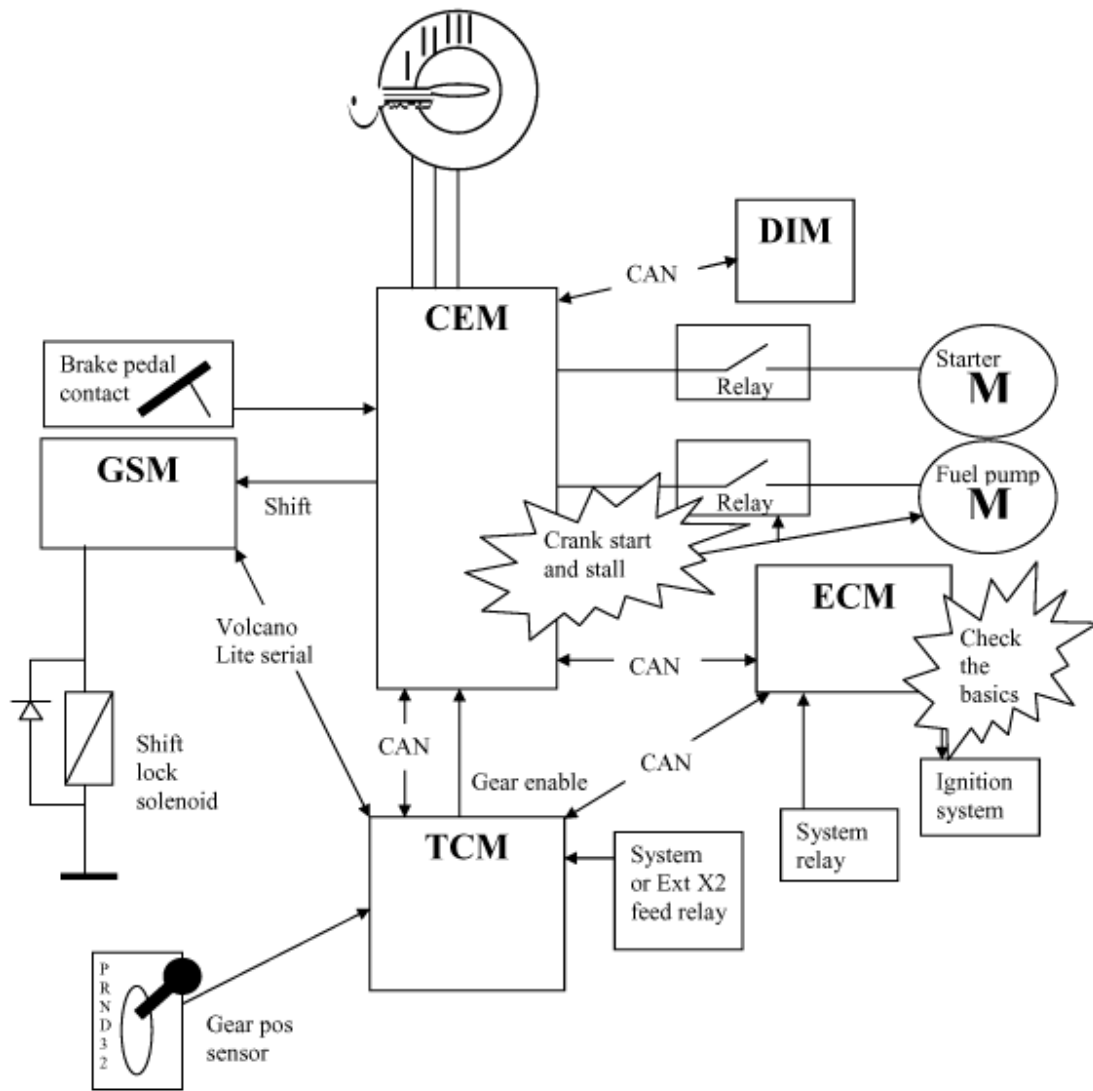 DIM
CAN
CEM
Brake pedal
contact
Relay
Starter
M
GSM
Shift
Relay
Fuel pump
M
Crank start
and stall
ECM
Check
the
basics
Volcano
Lite serial
CAN
CAN
CAN
Gear enable
Shift
lock
solenoid
Ignition
system
System
relay
TCM
System
or Ext X2
feed relay
P
R
N
D
3
2
Gear pos
sensor